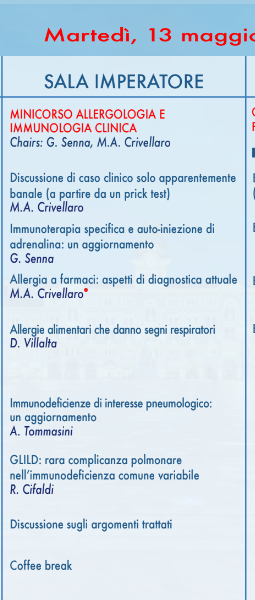 Martedì, 13 maggio
SALA IMPERATORE
MINICORSO ALLERGOLOGIA E
IMMUNOLOGIA CLINICA
Chairs: G. Senna, M.A. Crivellaro
Discussione di caso clinico solo apparentemente
banale (a partire da un prick test)
M.A. Crivellaro
Immunoterapia specifica e auto-iniezione di
adrenalina: un aggiornamento
G. Senna
Allergia a farmaci: aspetti di diagnostica attuale
M.A. Crivellaro*
Allergie alimentari che danno segni respiratori
D. Villalta
Immunodeficienze di interesse pneumologico:
un aggiornamento
A. Tommasini
GLILD: rara complicanza polmonare
nell'immunodeficienza comune variabile
R. Cifaldi
Discussione sugli argomenti trattati
Coffee break